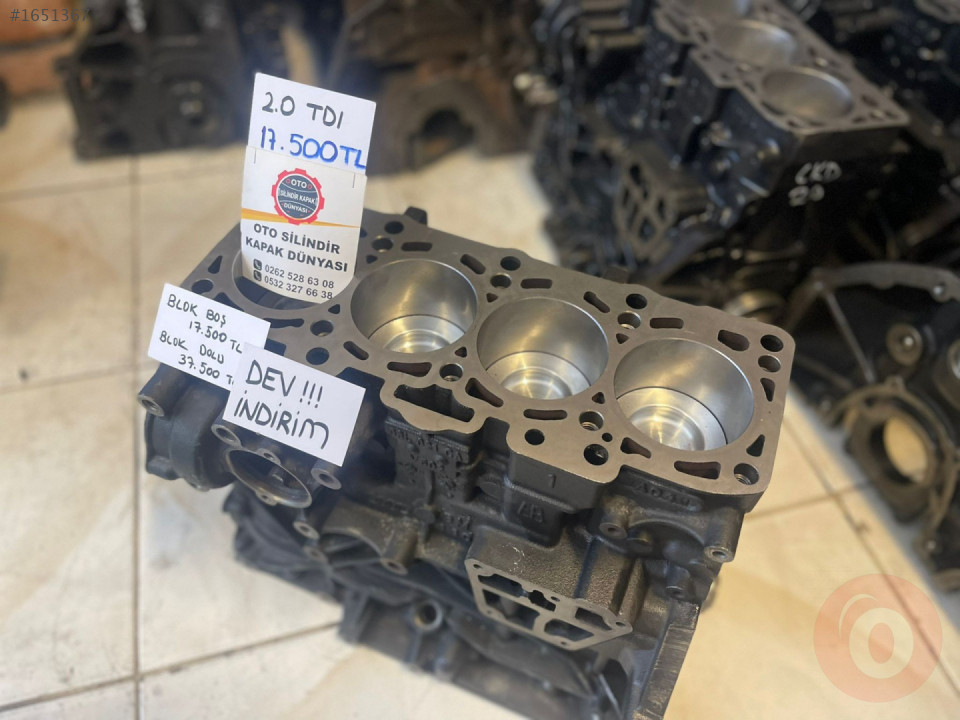 #165136
2.0 TDI
17.500TL
OTO
SİLİNDİR KAPAK
DÜNYASI
OTO SİLİNDİR
KAPAK DÜNYASI
0262 528 63 08
0532 327 66 38
BLOK BOŞ
17.500 TL
BLOK DOLU
37.500
DEV !!!
İNDİRİM
CKD
1